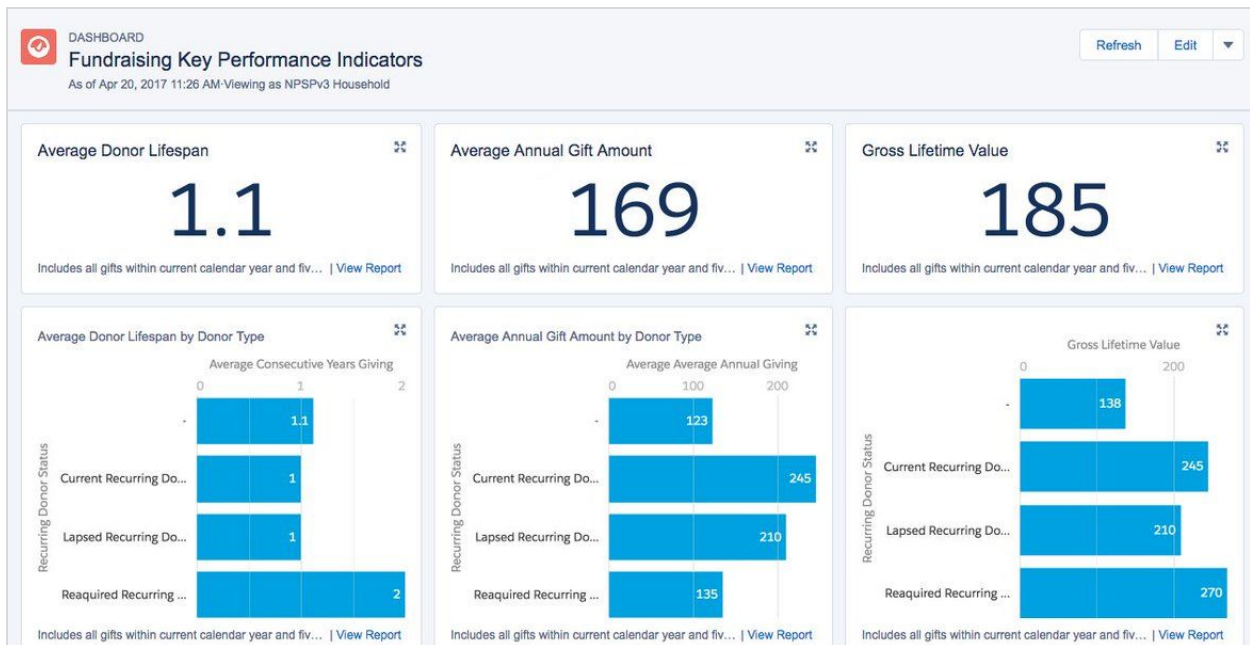 DASHBOARD
Fundraising Key Performance Indicators
As of Apr 20, 2017 11:26 AM·Viewing as NPSPv3 Household
Refresh
Edit
Average Donor Lifespan
1.1
Includes all gifts within current calendar year and fiv... | View Report
Average Annual Gift Amount
169
Includes all gifts within current calendar year and fiv... | View Report
Gross Lifetime Value
185
Includes all gifts within current calendar year and fiv... | View Report
Average Donor Lifespan by Donor Type
Average Consecutive Years Giving
0 1 2
Recurring Donor Status
- 1.1
Current Recurring Do... 1
Lapsed Recurring Do... 1
Reaquired Recurring ... 2
Includes all gifts within current calendar year and fiv... | View Report
Average Annual Gift Amount by Donor Type
Average Average Annual Giving
0 100 200
Recurring Donor Status
- 123
Current Recurring Do... 245
Lapsed Recurring Do... 210
Reaquired Recurring ... 135
Includes all gifts within current calendar year and fiv... | View Report
Gross Lifetime Value
0 200
Recurring Donor Status
- 138
Current Recurring Do... 245
Lapsed Recurring Do... 210
Reaquired Recurring ... 270
Includes all gifts within current calendar year and fiv... | View Report